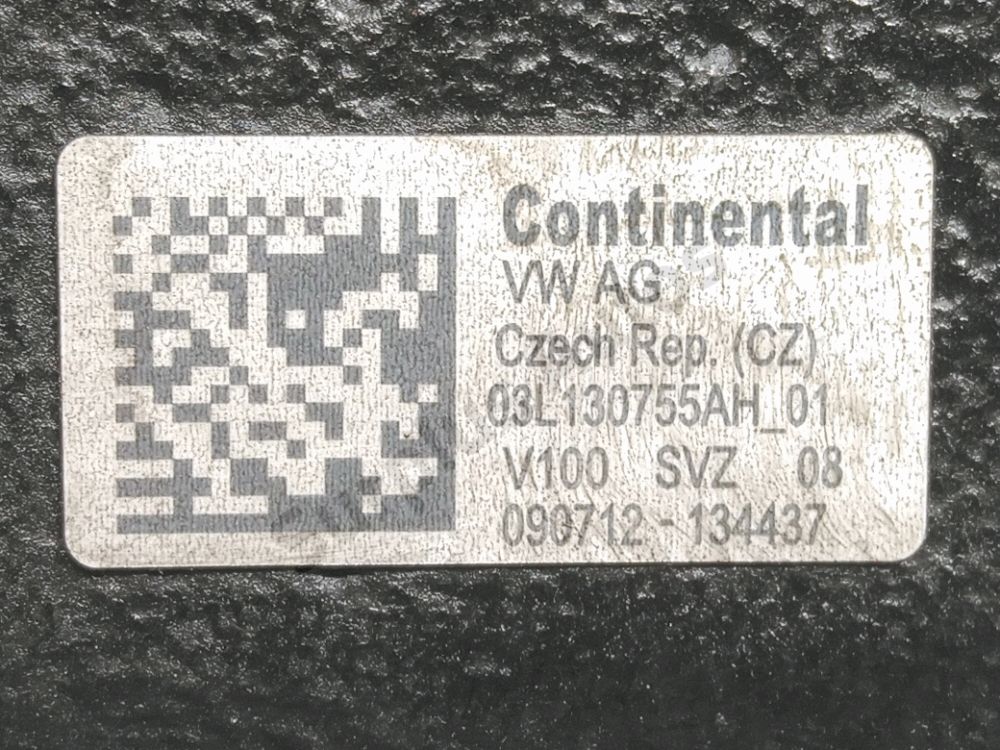 Continental
VW AG
Czech Rep. (CZ)
03L130755AH_01
V100 SVZ 08
090712 - 134437